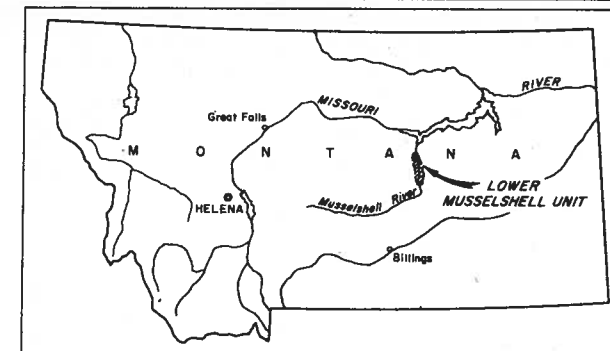 RIVER
MISSOURI
Great Falls
M O N T A N A
LOWER
MUSSELSHELL UNIT
HELENA
Musselshell River
Billings